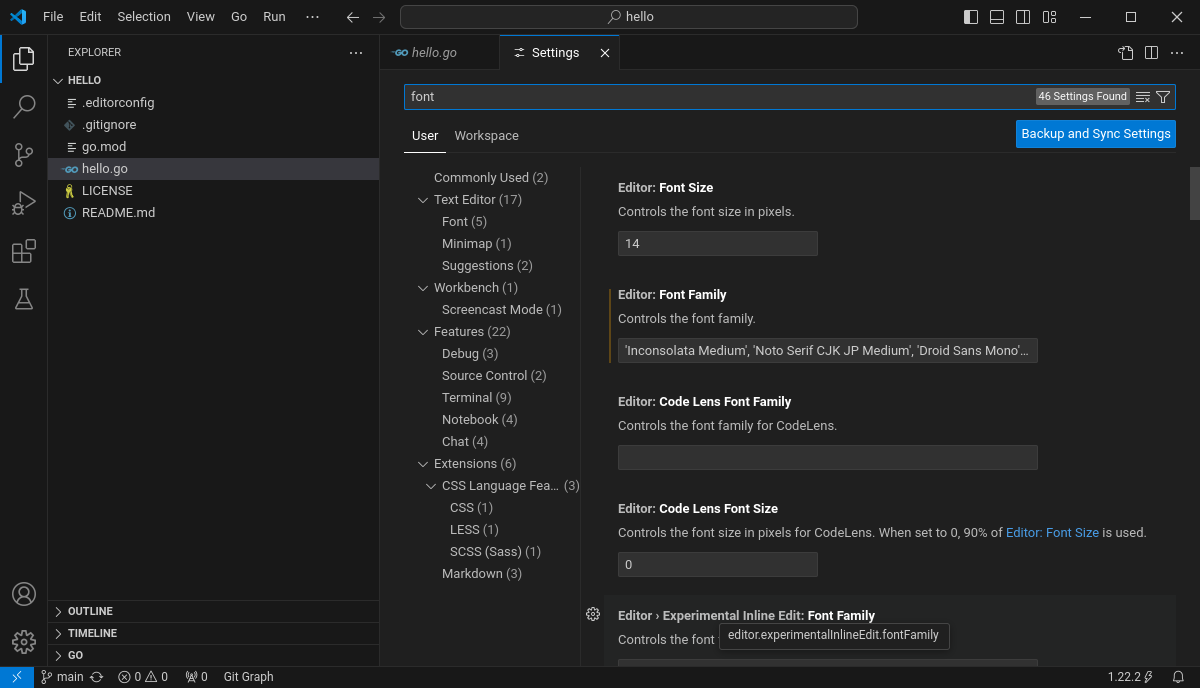 File Edit Selection View Go Run ···
hello
EXPLORER
HELLO
.editorconfig
.gitignore
go.mod
hello.go
LICENSE
README.md
OUTLINE
TIMELINE
GO
hello.go
Settings
font
46 Settings Found
User Workspace
Backup and Sync Settings
Commonly Used (2)
Text Editor (17)
Font (5)
Minimap (1)
Suggestions (2)
Workbench (1)
Screencast Mode (1)
Features (22)
Debug (3)
Source Control (2)
Terminal (9)
Notebook (4)
Chat (4)
Extensions (6)
CSS Language Fea... (3)
CSS (1)
LESS (1)
SCSS (Sass) (1)
Markdown (3)
Editor: Font Size
Controls the font size in pixels.
14
Editor: Font Family
Controls the font family.
'Inconsolata Medium', 'Noto Serif CJK JP Medium', 'Droid Sans Mono'...
Editor: Code Lens Font Family
Controls the font family for CodeLens.
Editor: Code Lens Font Size
Controls the font size in pixels for CodeLens. When set to 0, 90% of Editor: Font Size is used.
0
Editor › Experimental Inline Edit: Font Family
Controls the font
editor.experimentalInlineEdit.fontFamily
main 0 0 0 Git Graph 1.22.2